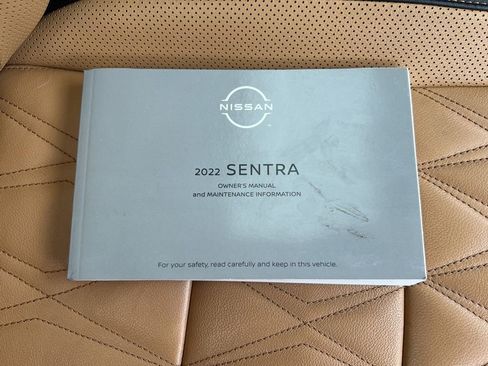 NISSAN
2022 SENTRA
OWNER'S MANUAL
and MAINTENANCE INFORMATION
For your safety, read carefully and keep in this vehicle.